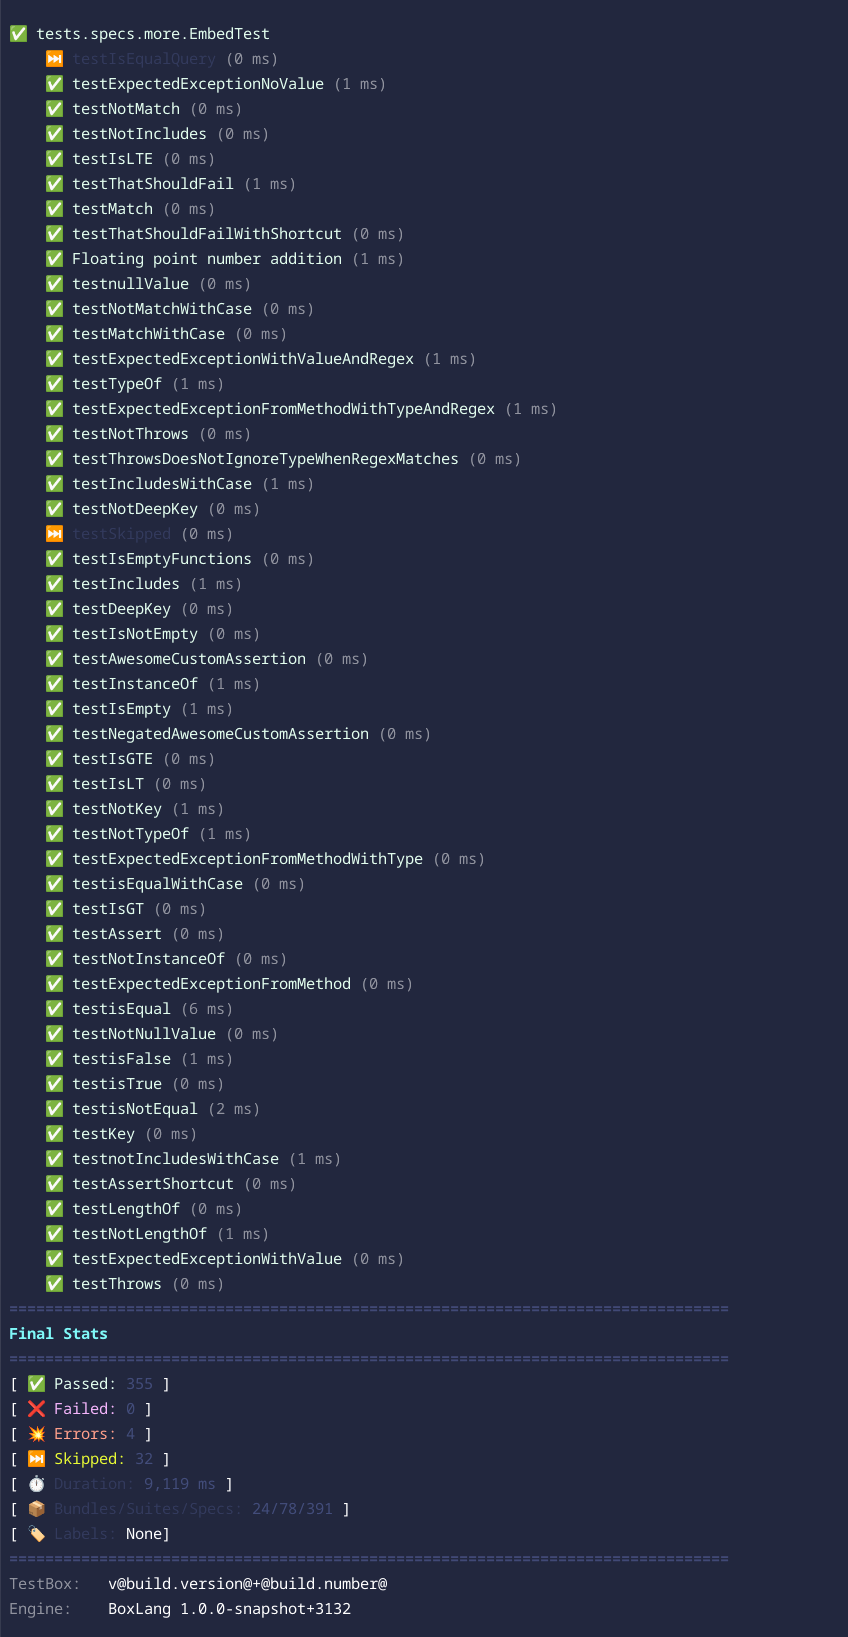 ✅ tests.specs.more.EmbedTest
⏭ testIsEqualQuery (0 ms)
✅ testExpectedExceptionNoValue (1 ms)
✅ testNotMatch (0 ms)
✅ testNotIncludes (0 ms)
✅ testIsLTE (0 ms)
✅ testThatShouldFail (1 ms)
✅ testMatch (0 ms)
✅ testThatShouldFailWithShortcut (0 ms)
✅ Floating point number addition (1 ms)
✅ testnullValue (0 ms)
✅ testNotMatchWithCase (0 ms)
✅ testMatchWithCase (0 ms)
✅ testExpectedExceptionWithValueAndRegex (1 ms)
✅ testTypeOf (1 ms)
✅ testExpectedExceptionFromMethodWithTypeAndRegex (1 ms)
✅ testNotThrows (0 ms)
✅ testThrowsDoesNotIgnoreTypeWhenRegexMatches (0 ms)
✅ testIncludesWithCase (1 ms)
✅ testNotDeepKey (0 ms)
⏭ testSkipped (0 ms)
✅ testIsEmptyFunctions (0 ms)
✅ testIncludes (1 ms)
✅ testDeepKey (0 ms)
✅ testIsNotEmpty (0 ms)
✅ testAwesomeCustomAssertion (0 ms)
✅ testInstanceOf (1 ms)
✅ testIsEmpty (1 ms)
✅ testNegatedAwesomeCustomAssertion (0 ms)
✅ testIsGTE (0 ms)
✅ testIsLT (0 ms)
✅ testNotKey (1 ms)
✅ testNotTypeOf (1 ms)
✅ testExpectedExceptionFromMethodWithType (0 ms)
✅ testisEqualWithCase (0 ms)
✅ testIsGT (0 ms)
✅ testAssert (0 ms)
✅ testNotInstanceOf (0 ms)
✅ testExpectedExceptionFromMethod (0 ms)
✅ testisEqual (6 ms)
✅ testNotNullValue (0 ms)
✅ testisFalse (1 ms)
✅ testisTrue (0 ms)
✅ testisNotEqual (2 ms)
✅ testKey (0 ms)
✅ testnotIncludesWithCase (1 ms)
✅ testAssertShortcut (0 ms)
✅ testLengthOf (0 ms)
✅ testNotLengthOf (1 ms)
✅ testExpectedExceptionWithValue (0 ms)
✅ testThrows (0 ms)
================================================================================
Final Stats
================================================================================
[ ✅ Passed: 355 ]
[ ❌ Failed: 0 ]
[ 💥 Errors: 4 ]
[ ⏭ Skipped: 32 ]
[ ⏱ Duration: 9,119 ms ]
[ 📦 Bundles/Suites/Specs: 24/78/391 ]
[ 🏷 Labels: None]
================================================================================
TestBox: v@build.version@+@build.number@
Engine: BoxLang 1.0.0-snapshot+3132